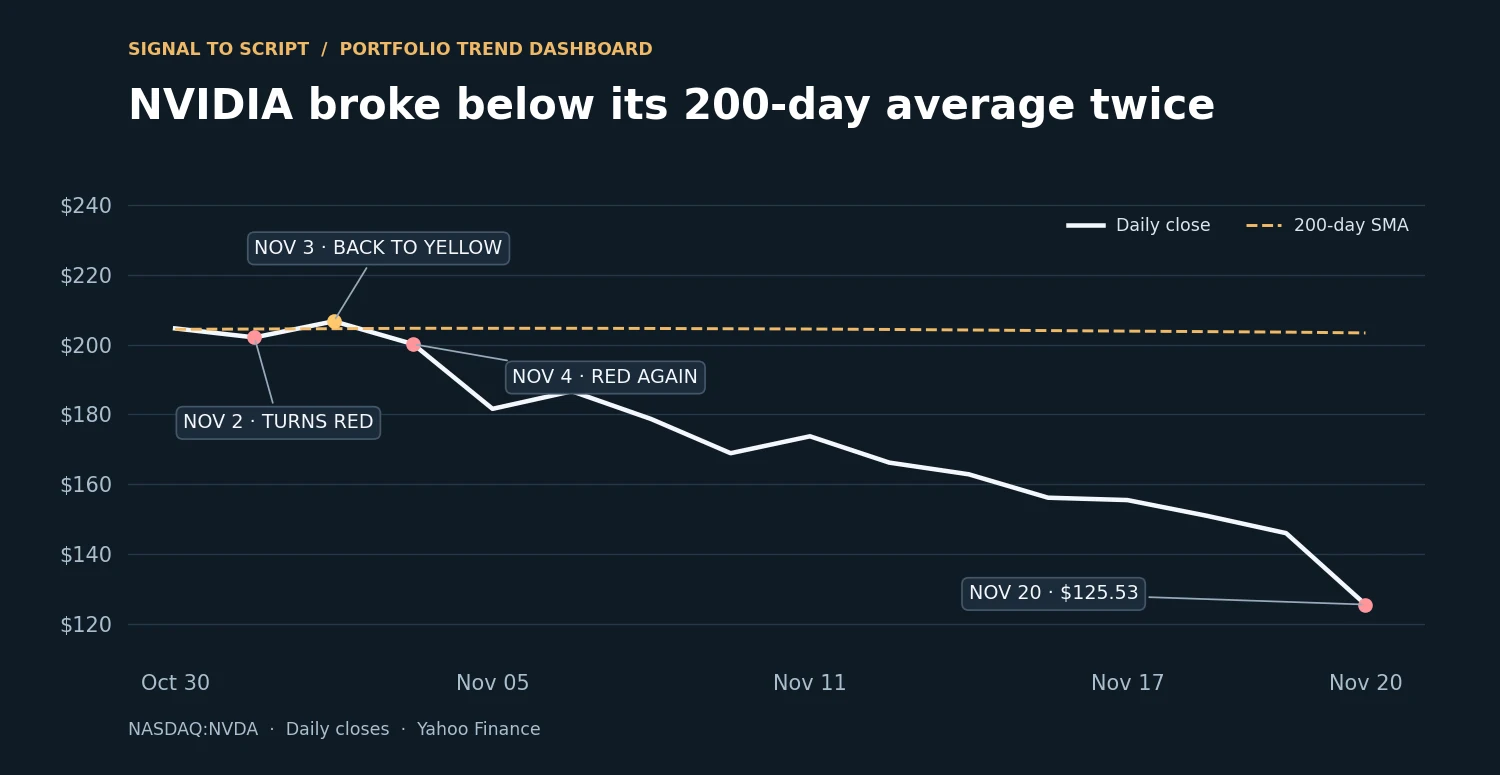 SIGNAL TO SCRIPT / PORTFOLIO TREND DASHBOARD
NVIDIA broke below its 200-day average twice
$240
Daily close
200-day SMA
NOV 3 · BACK TO YELLOW
$220
$200
NOV 4 · RED AGAIN
$180
NOV 2 · TURNS RED
$160
$140
NOV 20 · $125.53
$120
Oct 30
Nov 05
Nov 11
Nov 17
Nov 20
NASDAQ:NVDA · Daily closes · Yahoo Finance